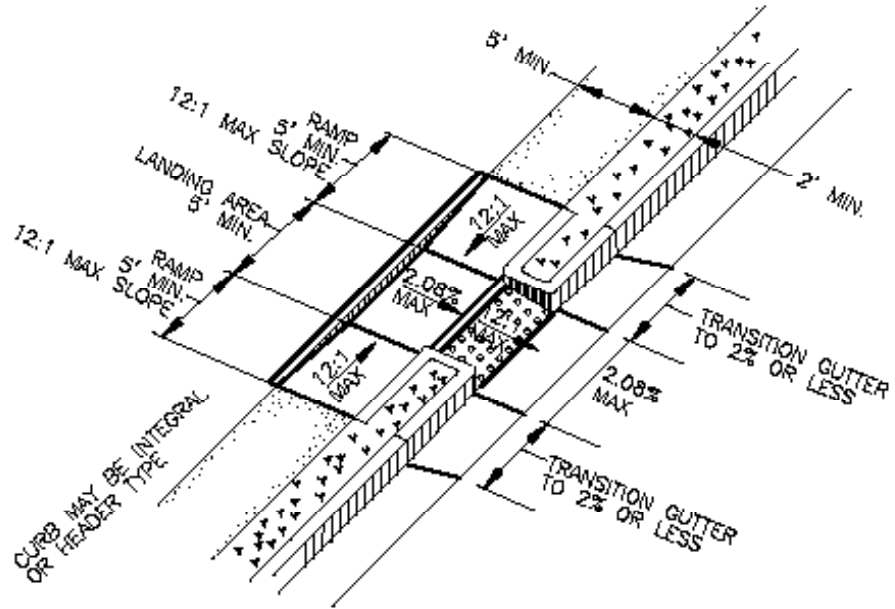 5' MIN.
12:1 MAX SLOPE
5' MIN.
RAMP
LANDING AREA
5' MIN.
12:1 MAX SLOPE
5' MIN.
RAMP
2' MIN.
12:1
MAX
2.08%
MAX
12:1
MAX
12:1
MAX
TRANSITION GUTTER
TO 2% OR LESS
2.08%
MAX
TRANSITION GUTTER
TO 2% OR LESS
CURB MAY BE INTEGRAL
OR HEADER TYPE